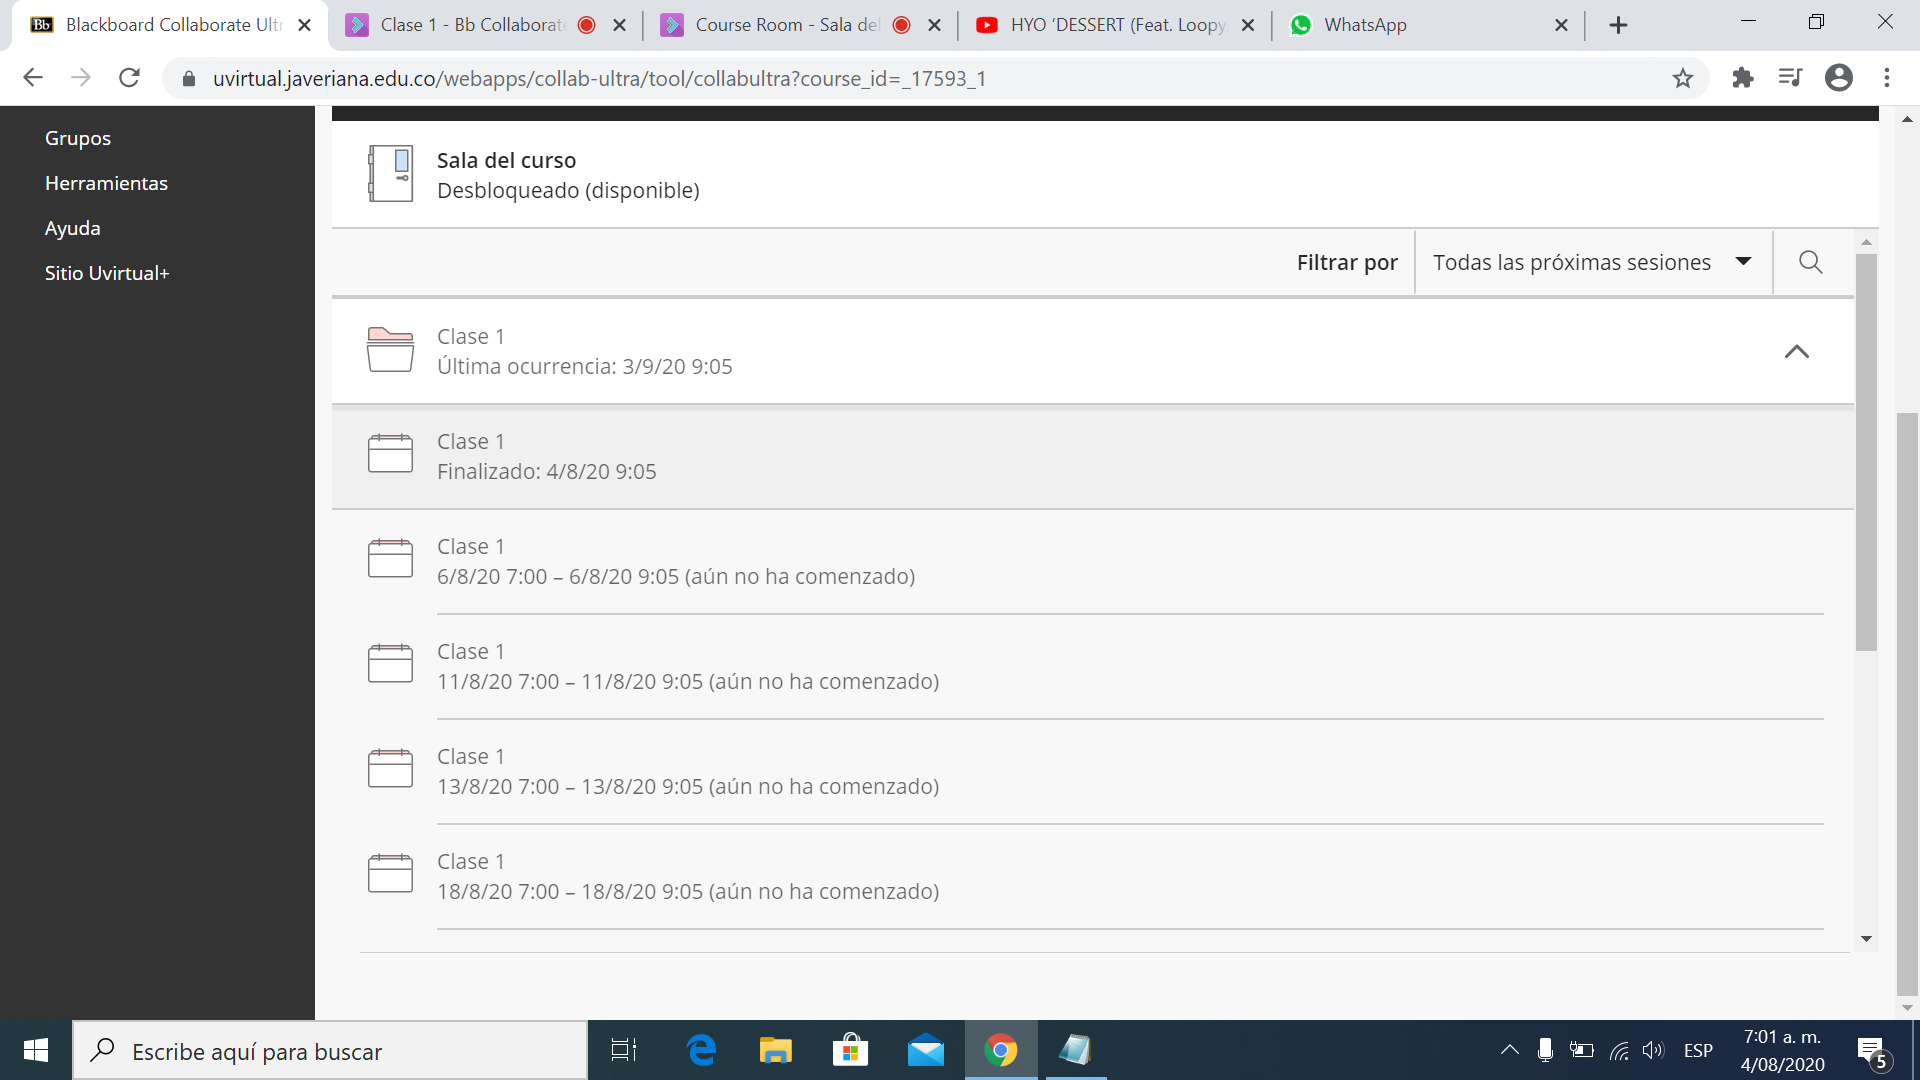 Blackboard Collaborate Ultr
Clase 1 - Bb Collaborate
Course Room - Sala del
HYO ‘DESSERT (Feat. Loopy,
WhatsApp
uvirtual.javeriana.edu.co/webapps/collab-ultra/tool/collabultra?course_id=_17593_1
Grupos
Herramientas
Ayuda
Sitio Uvirtual+
Sala del curso
Desbloqueado (disponible)
Filtrar por
Todas las próximas sesiones
Clase 1
Última ocurrencia: 3/9/20 9:05
Clase 1
Finalizado: 4/8/20 9:05
Clase 1
6/8/20 7:00 – 6/8/20 9:05 (aún no ha comenzado)
Clase 1
11/8/20 7:00 – 11/8/20 9:05 (aún no ha comenzado)
Clase 1
13/8/20 7:00 – 13/8/20 9:05 (aún no ha comenzado)
Clase 1
18/8/20 7:00 – 18/8/20 9:05 (aún no ha comenzado)
Escribe aquí para buscar
ESP
7:01 a. m.
4/08/2020
5